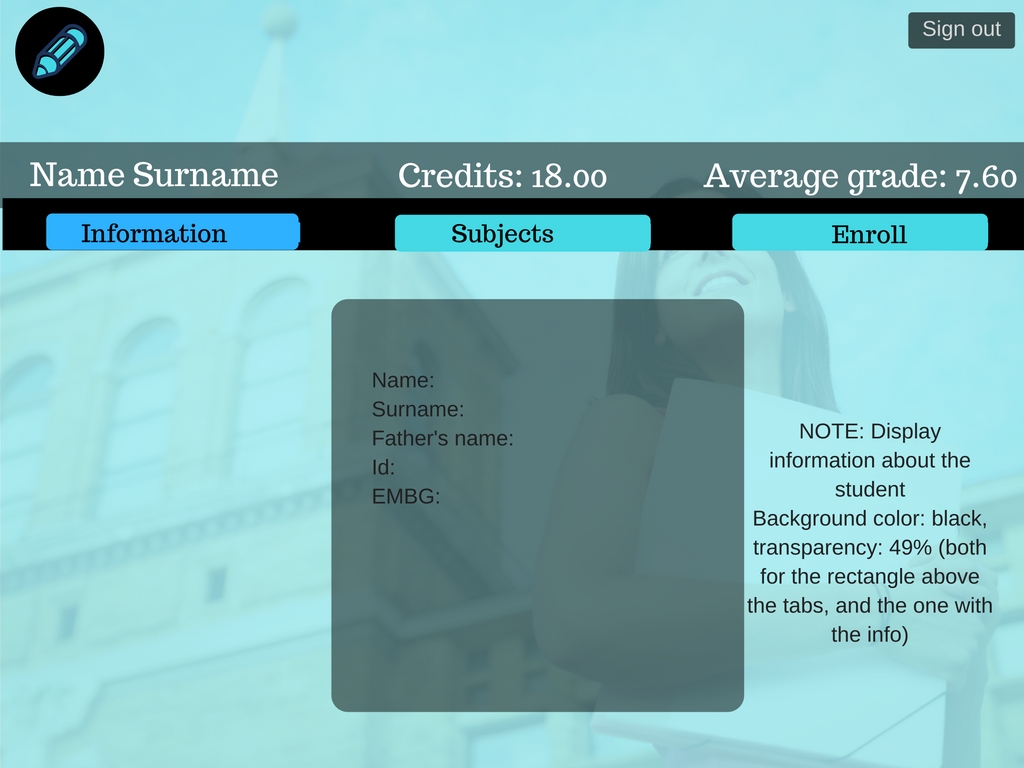 Sign out
Name Surname
Credits: 18.00
Average grade: 7.60
Information
Subjects
Enroll
Name:
Surname:
Father's name:
Id:
EMBG:
NOTE: Display
information about the
student
Background color: black,
transparency: 49% (both
for the rectangle above
the tabs, and the one with
the info)